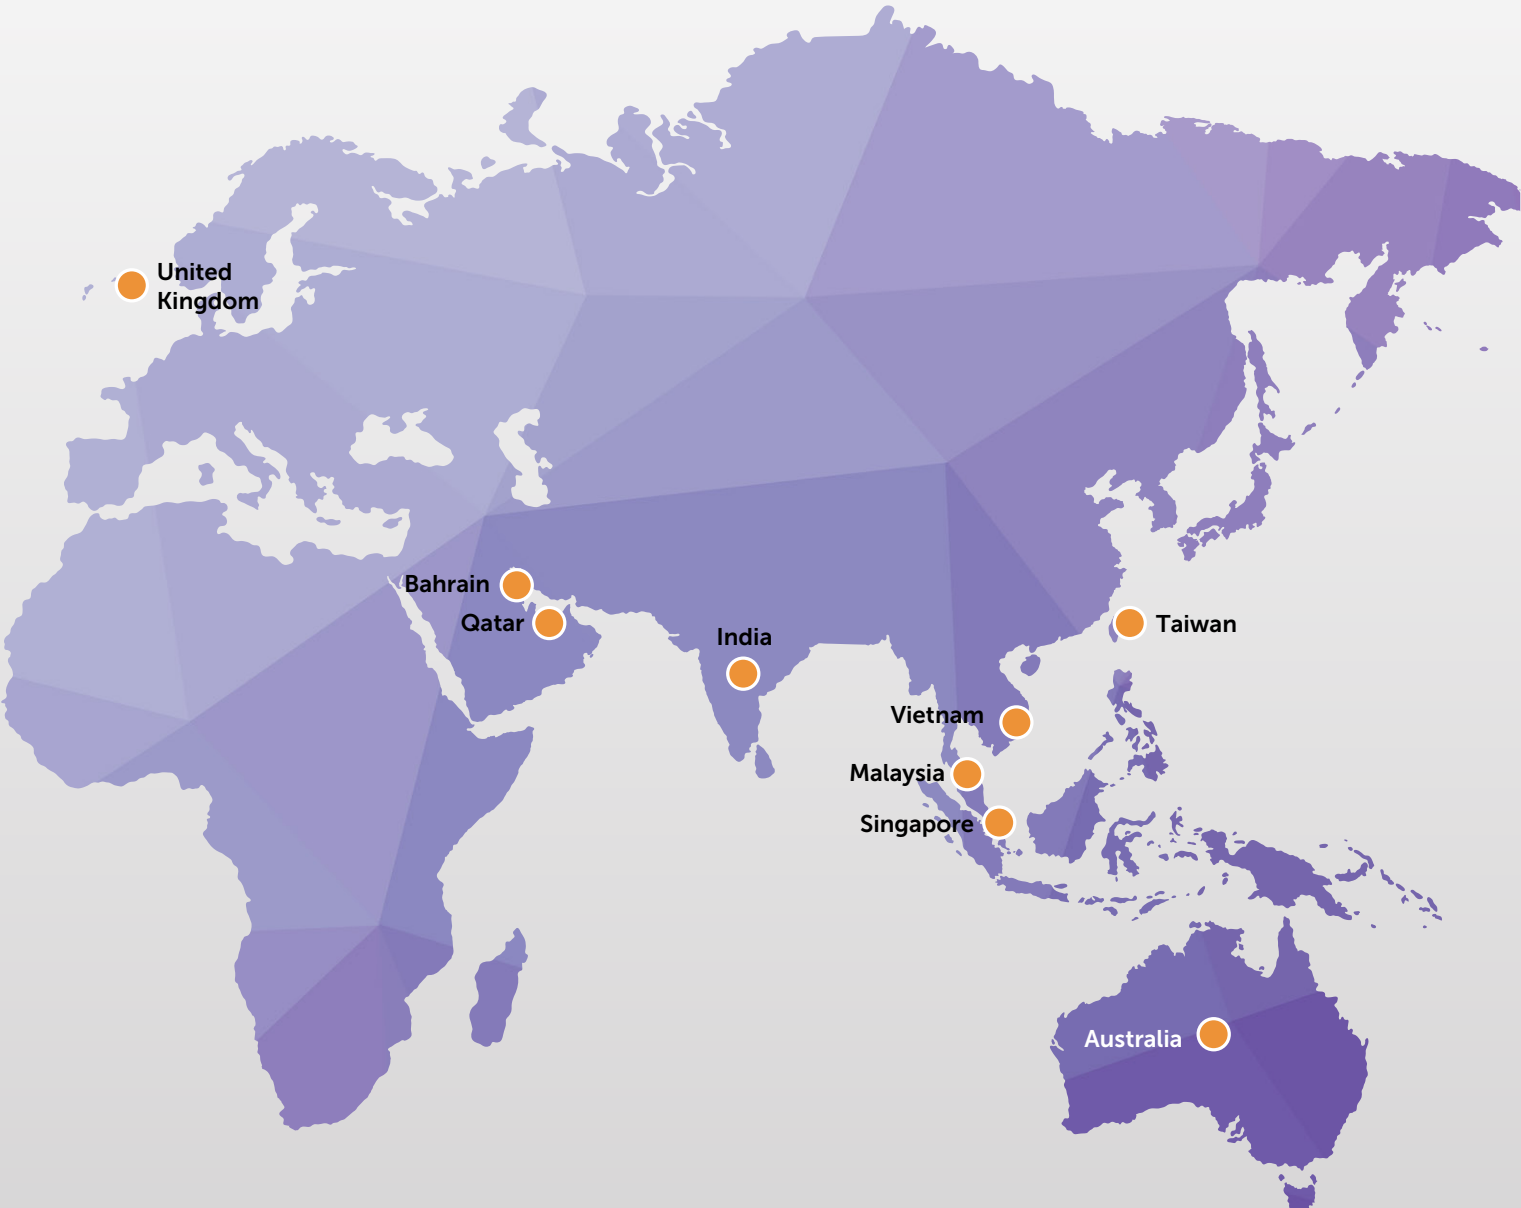 United
Kingdom
Bahrain
Qatar
India
Taiwan
Vietnam
Malaysia
Singapore
Australia